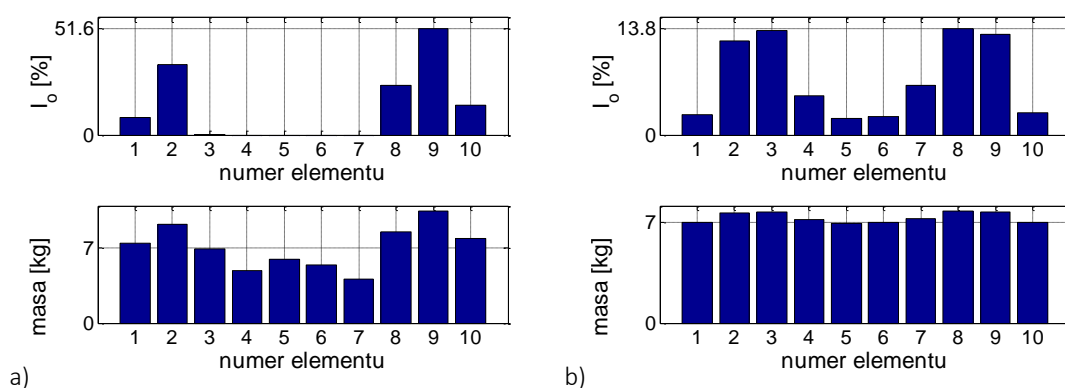 51.6
I_o [%]
0
1 2 3 4 5 6 7 8 9 10
numer elementu
7
masa [kg]
0
1 2 3 4 5 6 7 8 9 10
numer elementu
a)
13.8
I_o [%]
0
1 2 3 4 5 6 7 8 9 10
numer elementu
7
masa [kg]
0
1 2 3 4 5 6 7 8 9 10
numer elementu
b)